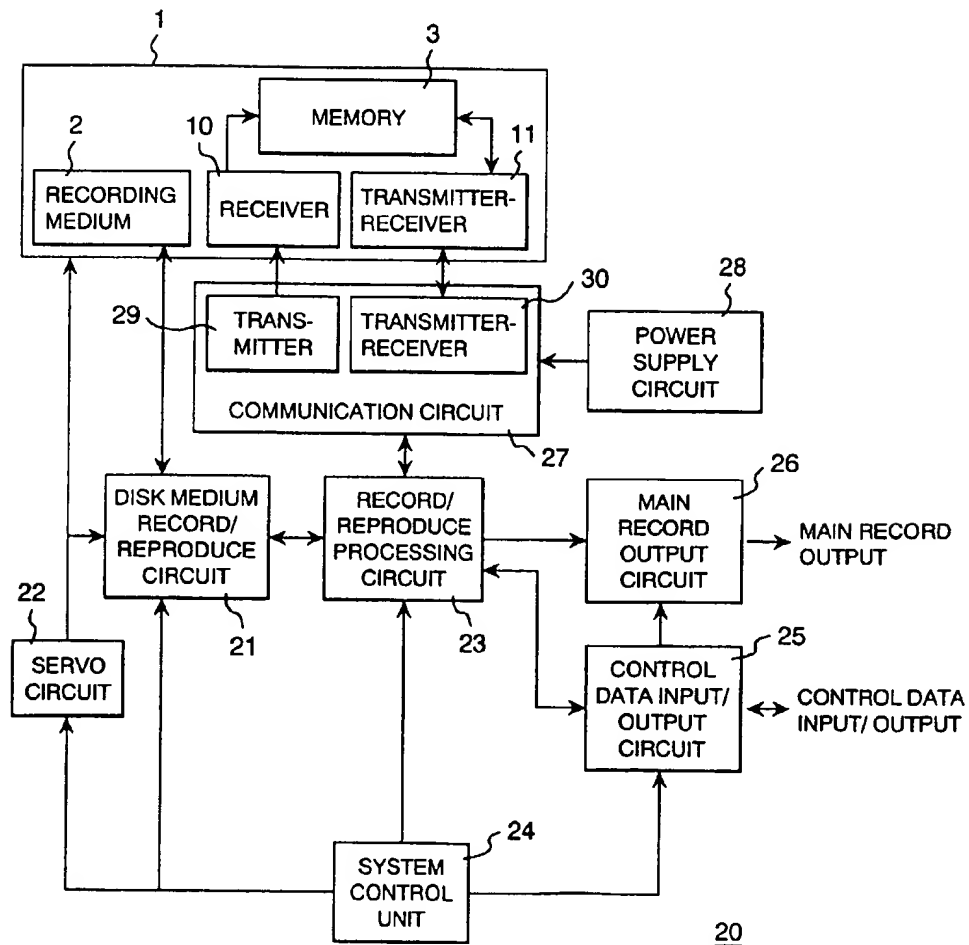 1
3
MEMORY
2
10
11
RECORDING
MEDIUM
RECEIVER
TRANSMITTER-
RECEIVER
29
TRANS-
MITTER
30
TRANSMITTER-
RECEIVER
28
POWER
SUPPLY
CIRCUIT
COMMUNICATION CIRCUIT
27
DISK MEDIUM
RECORD/
REPRODUCE
CIRCUIT
21
RECORD/
REPRODUCE
PROCESSING
CIRCUIT
23
26
MAIN
RECORD
OUTPUT
CIRCUIT
MAIN RECORD
OUTPUT
22
SERVO
CIRCUIT
25
CONTROL
DATA INPUT/
OUTPUT
CIRCUIT
CONTROL DATA
INPUT/ OUTPUT
24
SYSTEM
CONTROL
UNIT
20